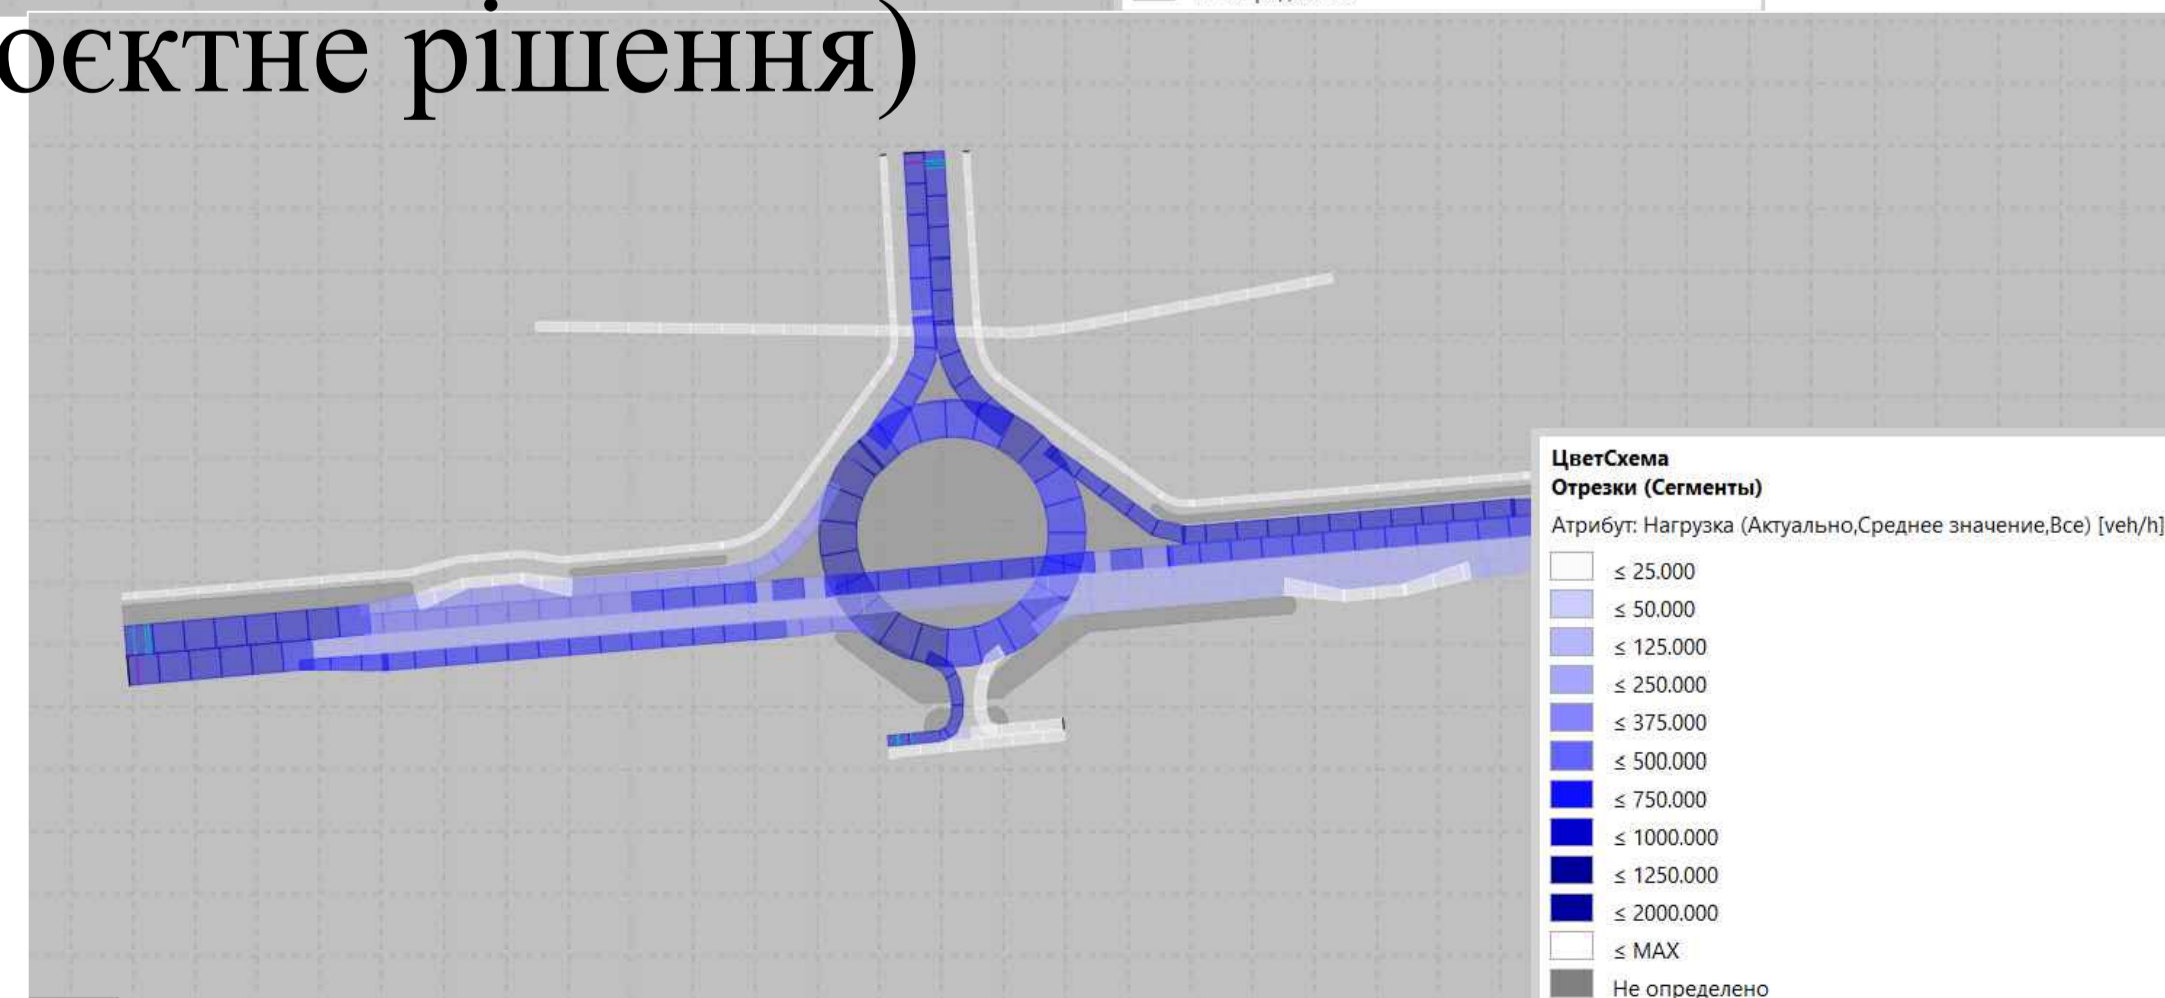 оєктне рішення)
ЦветСхема
Отрезки (Сегменты)
Атрибут: Нагрузка (Актуально,Среднее значение,Все) [veh/h]
≤ 25.000
≤ 50.000
≤ 125.000
≤ 250.000
≤ 375.000
≤ 500.000
≤ 750.000
≤ 1000.000
≤ 1250.000
≤ 2000.000
≤ MAX
Не определено